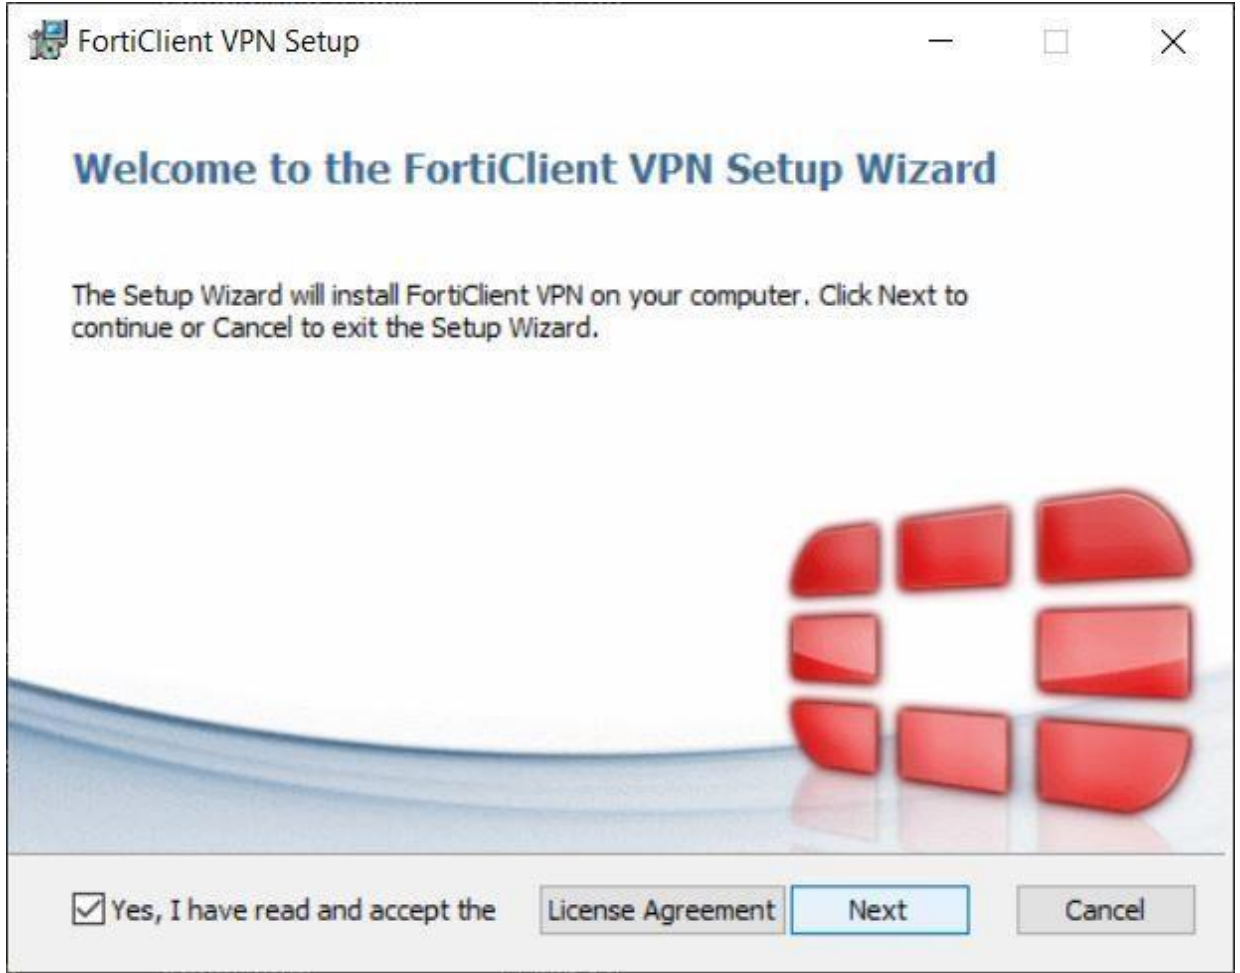 FortiClient VPN Setup
Welcome to the FortiClient VPN Setup Wizard
The Setup Wizard will install FortiClient VPN on your computer. Click Next to
continue or Cancel to exit the Setup Wizard.
Yes, I have read and accept the License Agreement Next Cancel